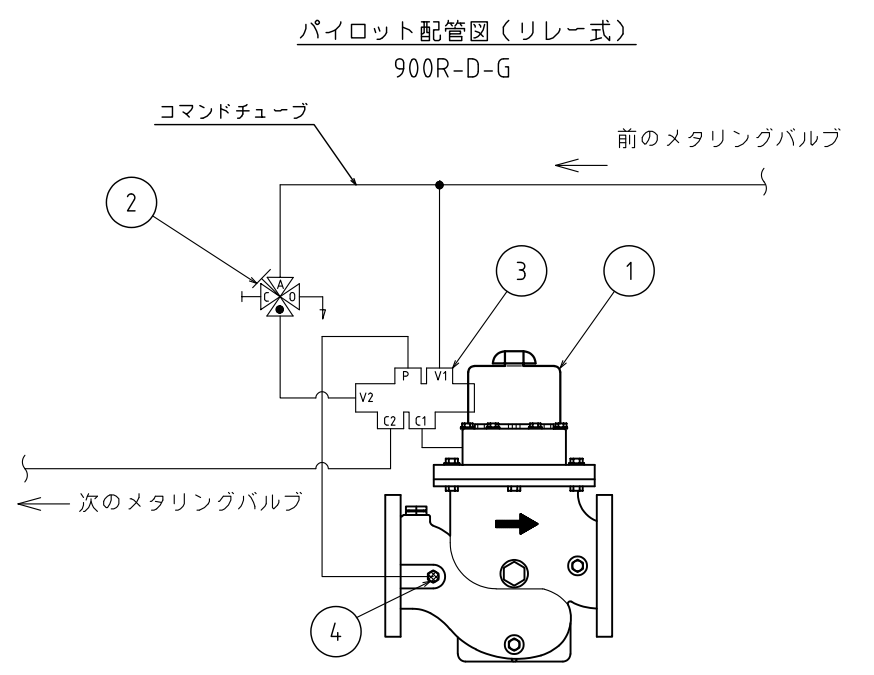 パイロット配管図(リレー式)
900R-D-G
コマンドチューブ
前のメタリングバルブ
2
3
1
A
C O
P V1
V2
C2 C1
次のメタリングバルブ
4